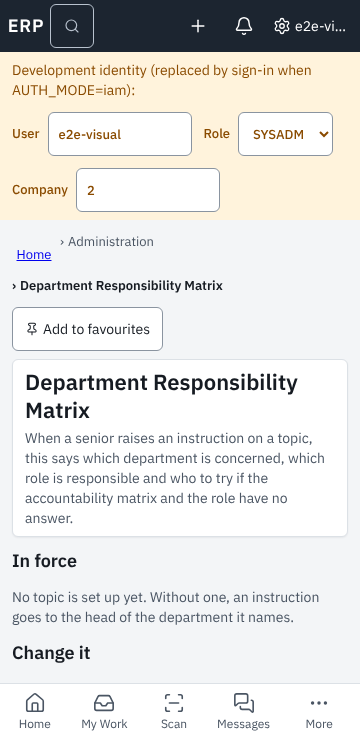 ERP
e2e-vi...
Development identity (replaced by sign-in when
AUTH_MODE=iam):
User e2e-visual Role SYSADM
Company 2
› Administration
Home
› Department Responsibility Matrix
Add to favourites
Department Responsibility
Matrix
When a senior raises an instruction on a topic,
this says which department is concerned, which
role is responsible and who to try if the
accountability matrix and the role have no
answer.
In force
No topic is set up yet. Without one, an instruction
goes to the head of the department it names.
Change it
Home My Work Scan Messages More